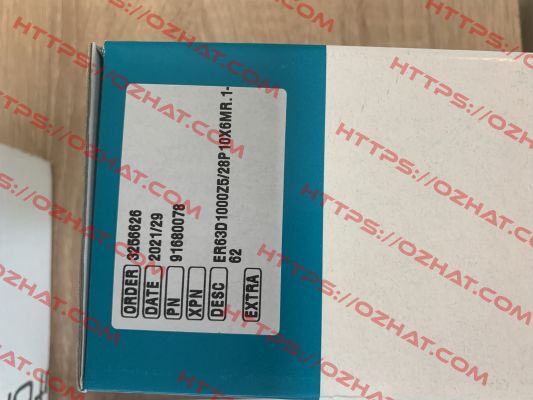 ORDER 3256626
DATE 2021/29
PN 91680078
XPN
DESC ER63D1000Z5/28P10X6MR.1-
62
EXTRA
HTTPS://OZHAT.COM